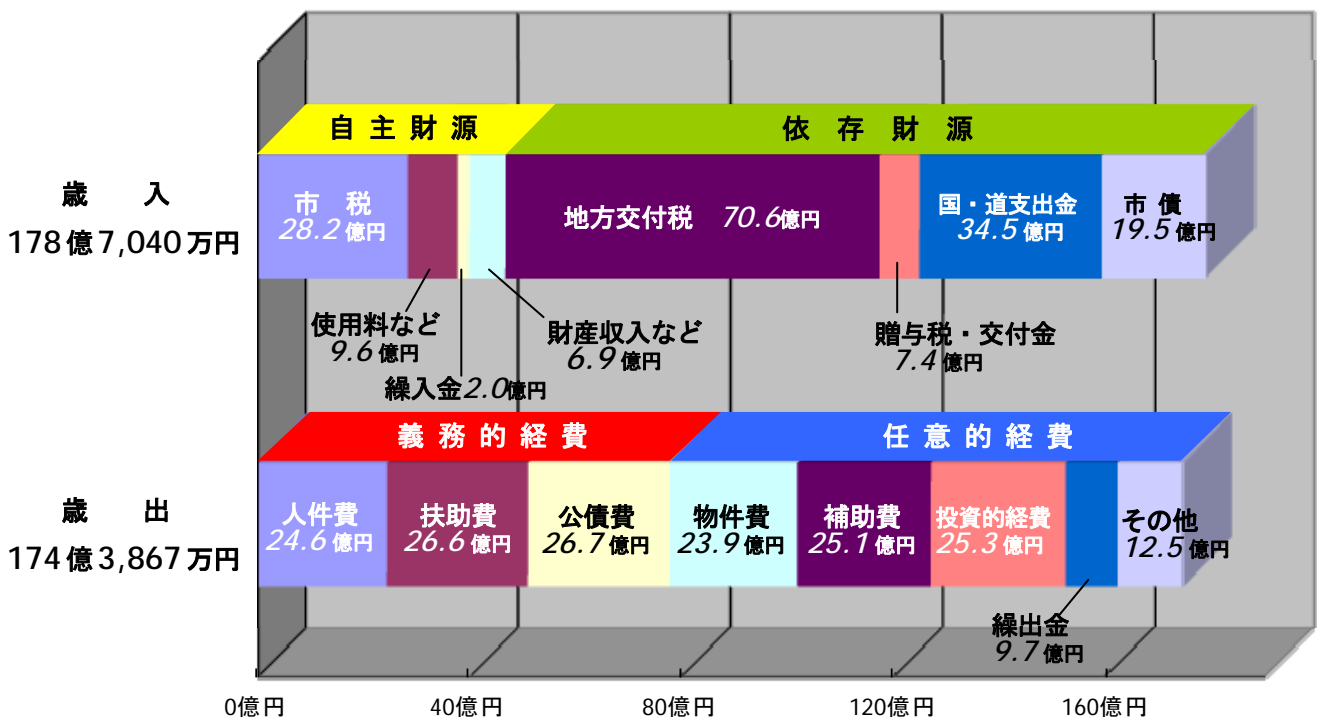 自主財源
依存財源
歳 入
178億7,040万円
市 税
28.2億円
地方交付税 70.6億円
国・道支出金
34.5億円
市 債
19.5億円
使用料など
9.6億円
繰入金2.0億円
財産収入など
6.9億円
贈与税・交付金
7.4億円
義務的経費
任意的経費
歳 出
174億3,867万円
人件費
24.6億円
扶助費
26.6億円
公債費
26.7億円
物件費
23.9億円
補助費
25.1億円
投資的経費
25.3億円
その他
12.5億円
繰出金
9.7億円
0億円
40億円
80億円
120億円
160億円